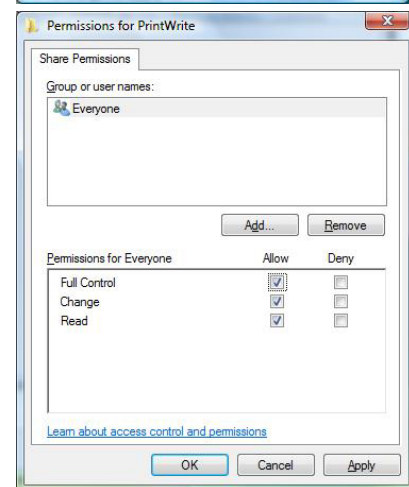 Permissions for PrintWrite
Share Permissions
Group or user names:
Everyone
Add... Remove
Permissions for Everyone Allow Deny
Full Control
Change
Read
Learn about access control and permissions
OK Cancel Apply